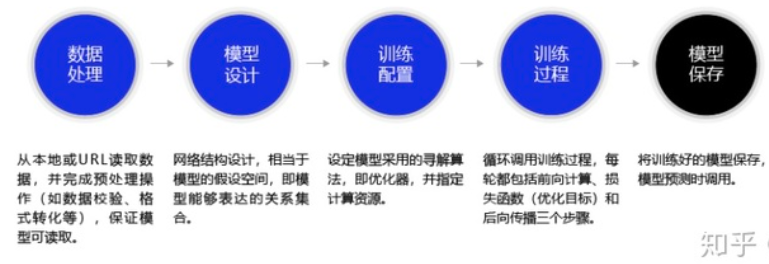 数据
处理
模型
设计
训练
配置
训练
过程
模型
保存
从本地或URL读取数
据，并完成预处理操
作（如数据校验、格
式转化等），保证模
型可读取。
网络结构设计，相当于
模型的假设空间，即模
型能够表达的关系集
合。
设定模型采用的寻解算
法，即优化器，并指定
计算资源。
循环调用训练过程，每
轮都包括前向计算、损
失函数（优化目标）和
后向传播三个步骤。
将训练好的模型保存，
模型预测时调用。
知乎